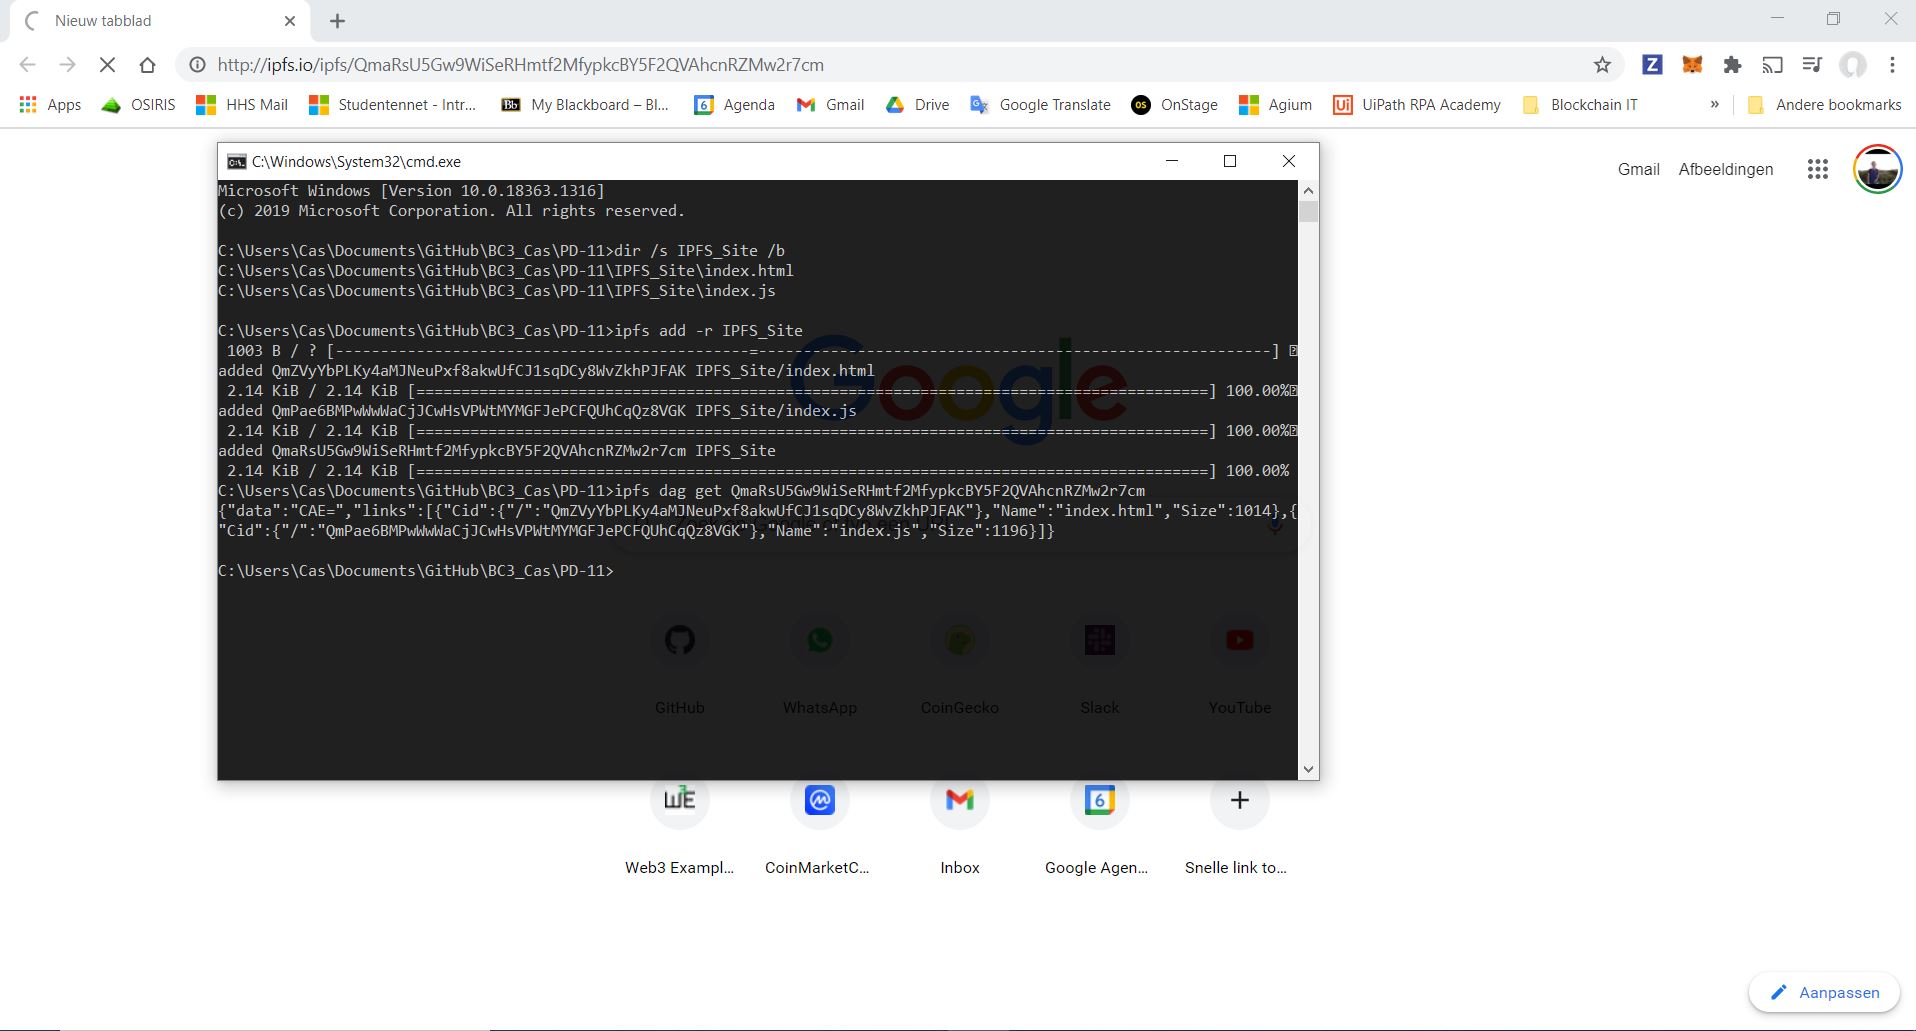 Nieuw tabblad
http://ipfs.io/ipfs/QmaRsU5Gw9WiSeRHmtf2MfypkcBY5F2QVAhcnRZMw2r7cm
Apps OSIRIS HHS Mail Studentennet - Intr... Bb My Blackboard – Bl... 6 Agenda Gmail Drive Google Translate OS OnStage Agium Ui UiPath RPA Academy Blockchain IT » Andere bookmarks
Gmail Afbeeldingen
C:\Windows\System32\cmd.exe
Microsoft Windows [Version 10.0.18363.1316]
(c) 2019 Microsoft Corporation. All rights reserved.
C:\Users\Cas\Documents\GitHub\BC3_Cas\PD-11>dir /s IPFS_Site /b
C:\Users\Cas\Documents\GitHub\BC3_Cas\PD-11\IPFS_Site\index.html
C:\Users\Cas\Documents\GitHub\BC3_Cas\PD-11\IPFS_Site\index.js
C:\Users\Cas\Documents\GitHub\BC3_Cas\PD-11>ipfs add -r IPFS_Site
1003 B / ? [----------------------------------------------=---------------------------------------------------------]
added QmZVyYbPLKy4aMJNeuPxf8akwUfCJ1sqDCy8WvZkhPJFAK IPFS_Site/index.html
2.14 KiB / 2.14 KiB [========================================================================================] 100.00%
added QmPae6BMPwWwWaCjJCwHsVPWtMYMGFJePCFQUhCqQz8VGK IPFS_Site/index.js
2.14 KiB / 2.14 KiB [========================================================================================] 100.00%
added QmaRsU5Gw9WiSeRHmtf2MfypkcBY5F2QVAhcnRZMw2r7cm IPFS_Site
2.14 KiB / 2.14 KiB [========================================================================================] 100.00%
C:\Users\Cas\Documents\GitHub\BC3_Cas\PD-11>ipfs dag get QmaRsU5Gw9WiSeRHmtf2MfypkcBY5F2QVAhcnRZMw2r7cm
{"data":"CAE=","links":[{"Cid":{"/":"QmZVyYbPLKy4aMJNeuPxf8akwUfCJ1sqDCy8WvZkhPJFAK"},"Name":"index.html","Size":1014},{
"Cid":{"/":"QmPae6BMPwWwWaCjJCwHsVPWtMYMGFJePCFQUhCqQz8VGK"},"Name":"index.js","Size":1196}]}
C:\Users\Cas\Documents\GitHub\BC3_Cas\PD-11>
Google
GitHub WhatsApp CoinGecko Slack YouTube
Web3 Exampl... CoinMarketC... Inbox Google Agen... Snelle link to...
Aanpassen